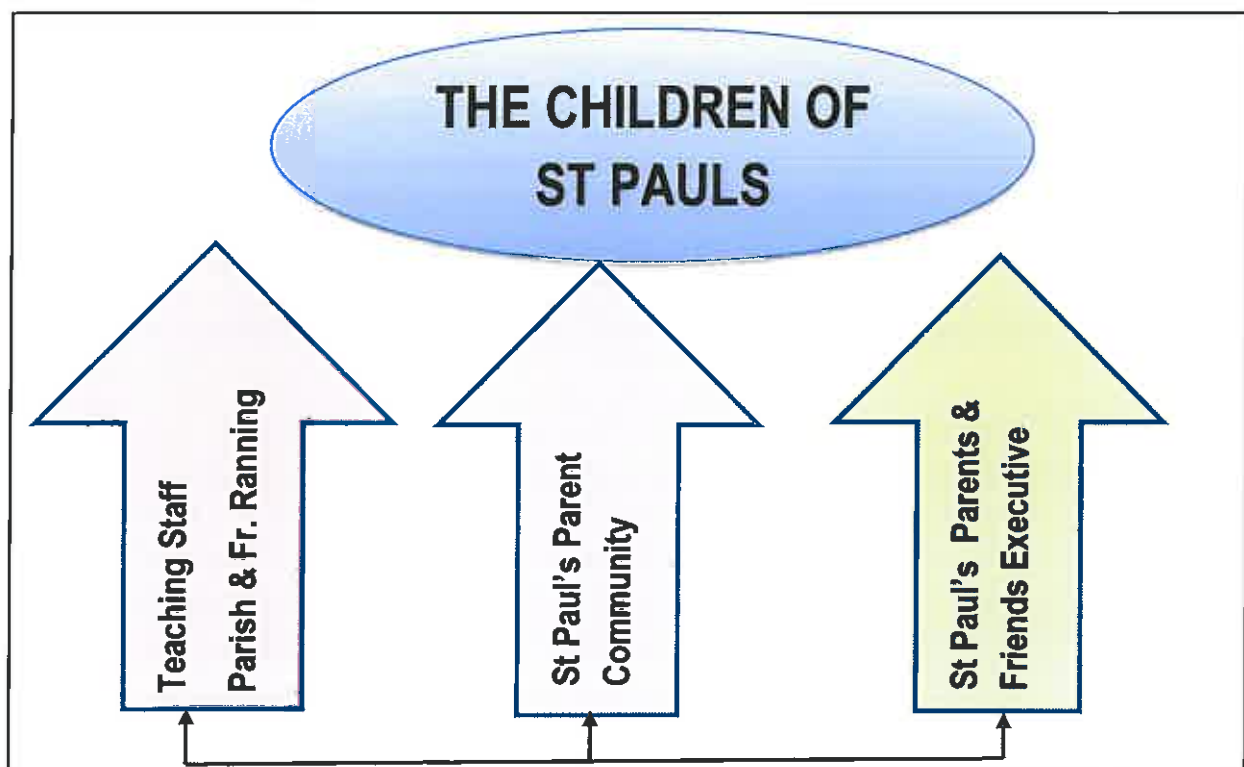 THE CHILDREN OF
ST PAULS
Teaching Staff
Parish & Fr. Ranning
St Paul's Parent
Community
St Paul's Parents &
Friends Executive